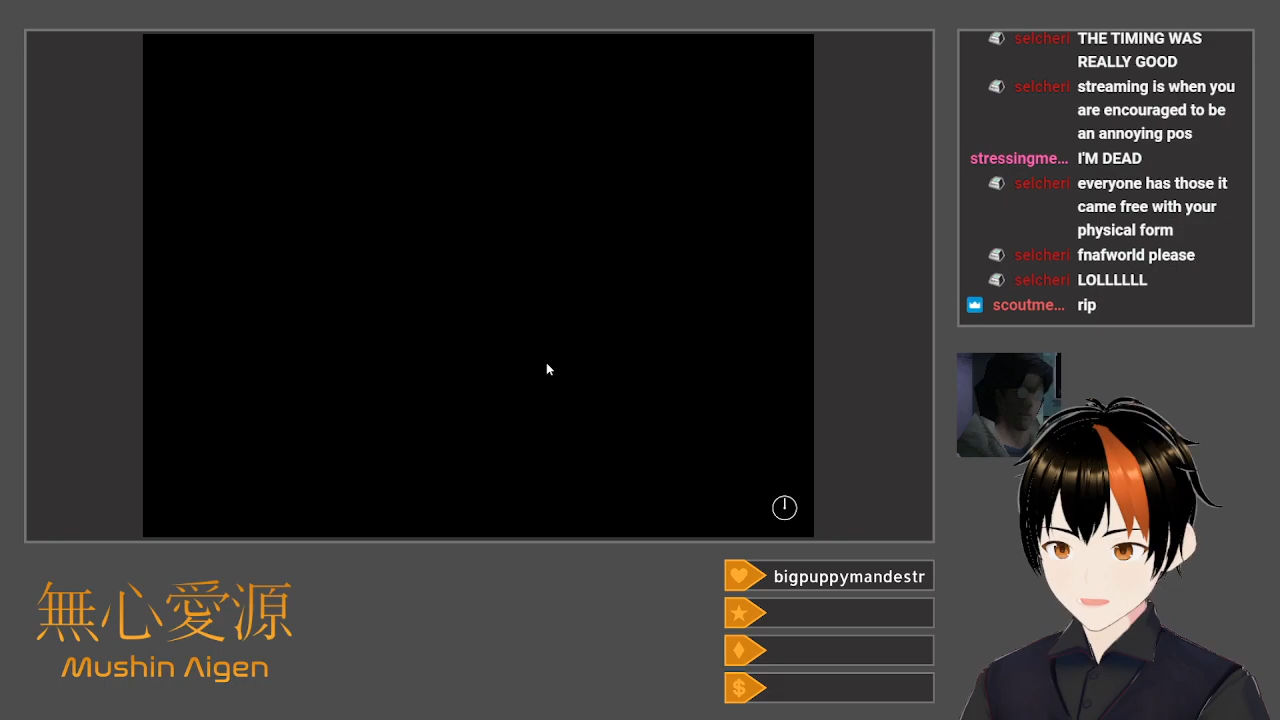 selcheri THE TIMING WAS
REALLY GOOD
selcheri streaming is when you
are encouraged to be
an annoying pos
stressingme... I'M DEAD
selcheri everyone has those it
came free with your
physical form
selcheri fnafworld please
selcheri LOLLLLLL
scoutme... rip
bigpuppymandestr
無心愛源
Mushin Aigen